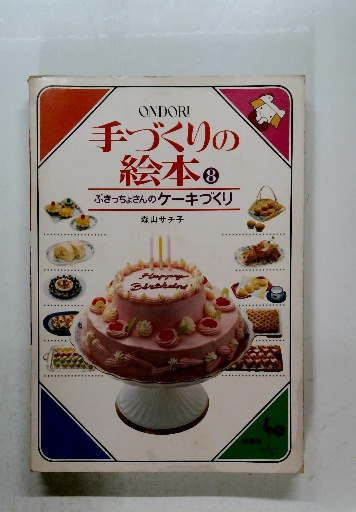 ONDORI
手づくりの
絵本8
ぶきっちょさんのケーキづくり
森山サチ子
Happy
Birthday